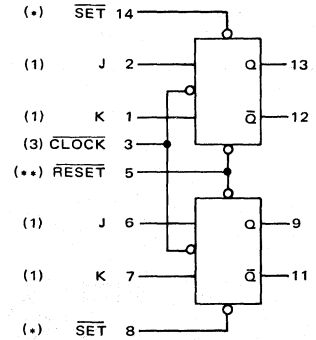 (*) SET 14
(1) J 2 Q 13
(1) K 1 Q̅ 12
(3) CLOCK 3
(**) RESET 5
(1) J 6 Q 9
(1) K 7 Q̅ 11
(*) SET 8